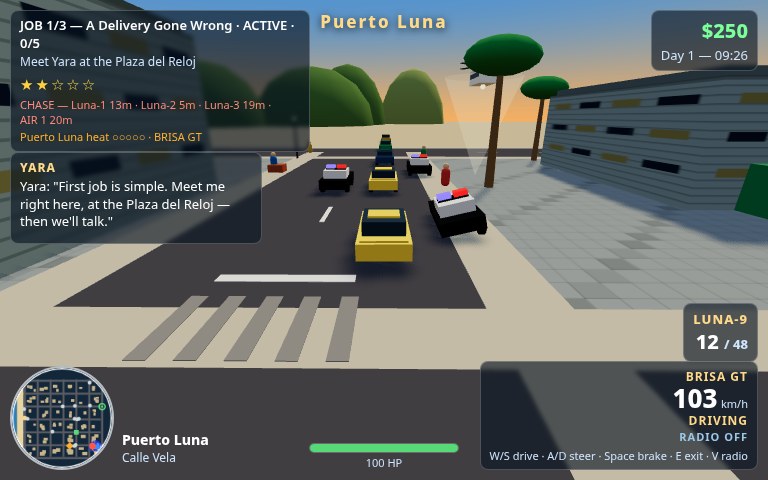 JOB 1/3 — A Delivery Gone Wrong · ACTIVE ·
0/5
Meet Yara at the Plaza del Reloj
★★☆☆☆
CHASE — Luna-1 13m · Luna-2 5m · Luna-3 19m ·
AIR 1 20m
Puerto Luna heat ○○○○○ · BRISA GT
YARA
Yara: "First job is simple. Meet me
right here, at the Plaza del Reloj —
then we'll talk."
Puerto Luna
$250
Day 1 — 09:26
LUNA-9
12 / 48
BRISA GT
103 km/h
DRIVING
RADIO OFF
W/S drive · A/D steer · Space brake · E exit · V radio
Puerto Luna
Calle Vela
100 HP